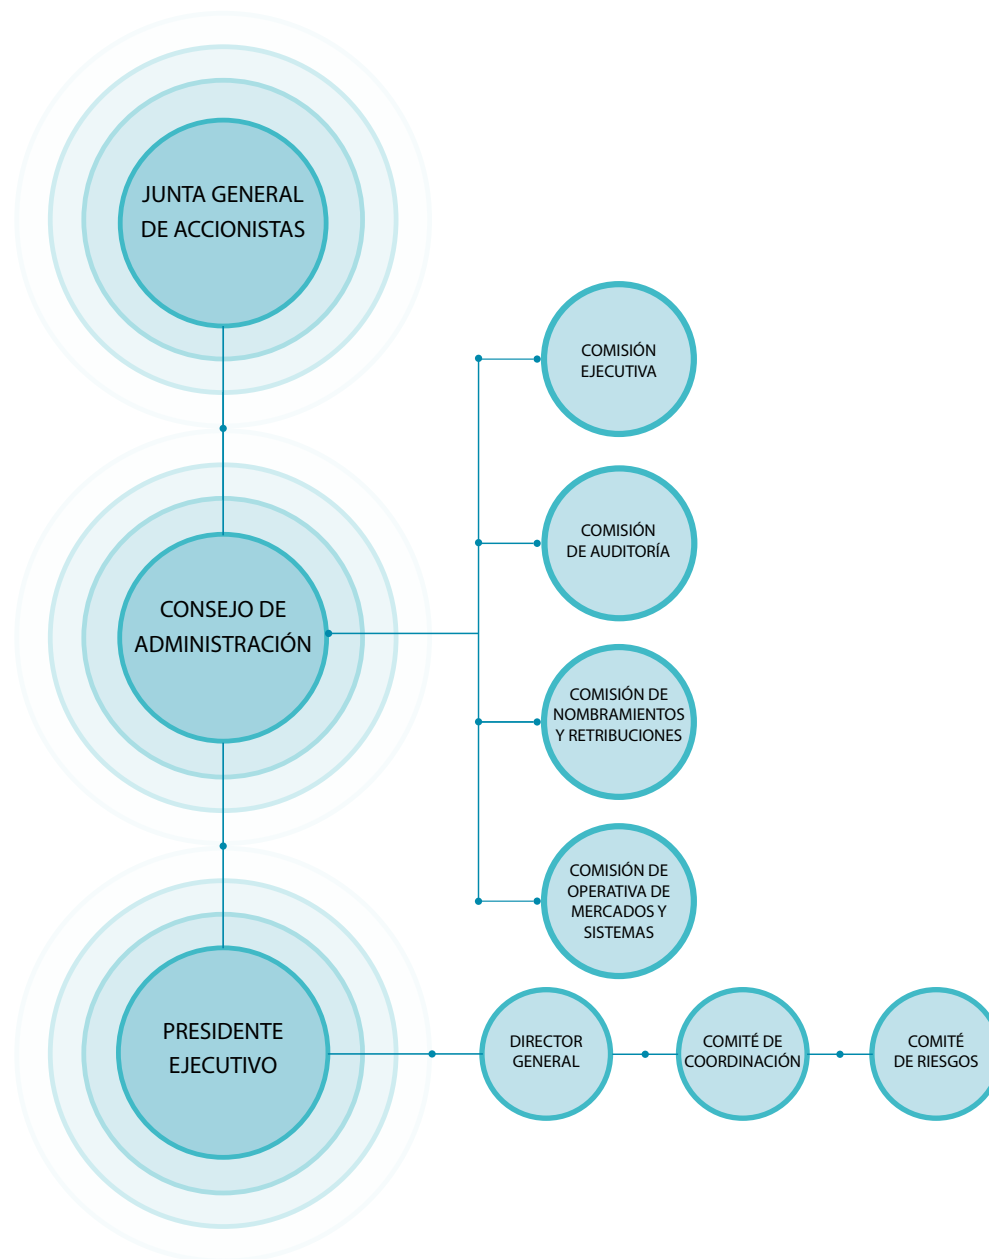 JUNTA GENERAL
DE ACCIONISTAS
COMISIÓN
EJECUTIVA
COMISIÓN
DE AUDITORÍA
CONSEJO DE
ADMINISTRACIÓN
COMISIÓN DE
NOMBRAMIENTOS
Y RETRIBUCIONES
COMISIÓN DE
OPERATIVA DE
MERCADOS Y
SISTEMAS
PRESIDENTE
EJECUTIVO
DIRECTOR
GENERAL
COMITÉ DE
COORDINACIÓN
COMITÉ
DE RIESGOS